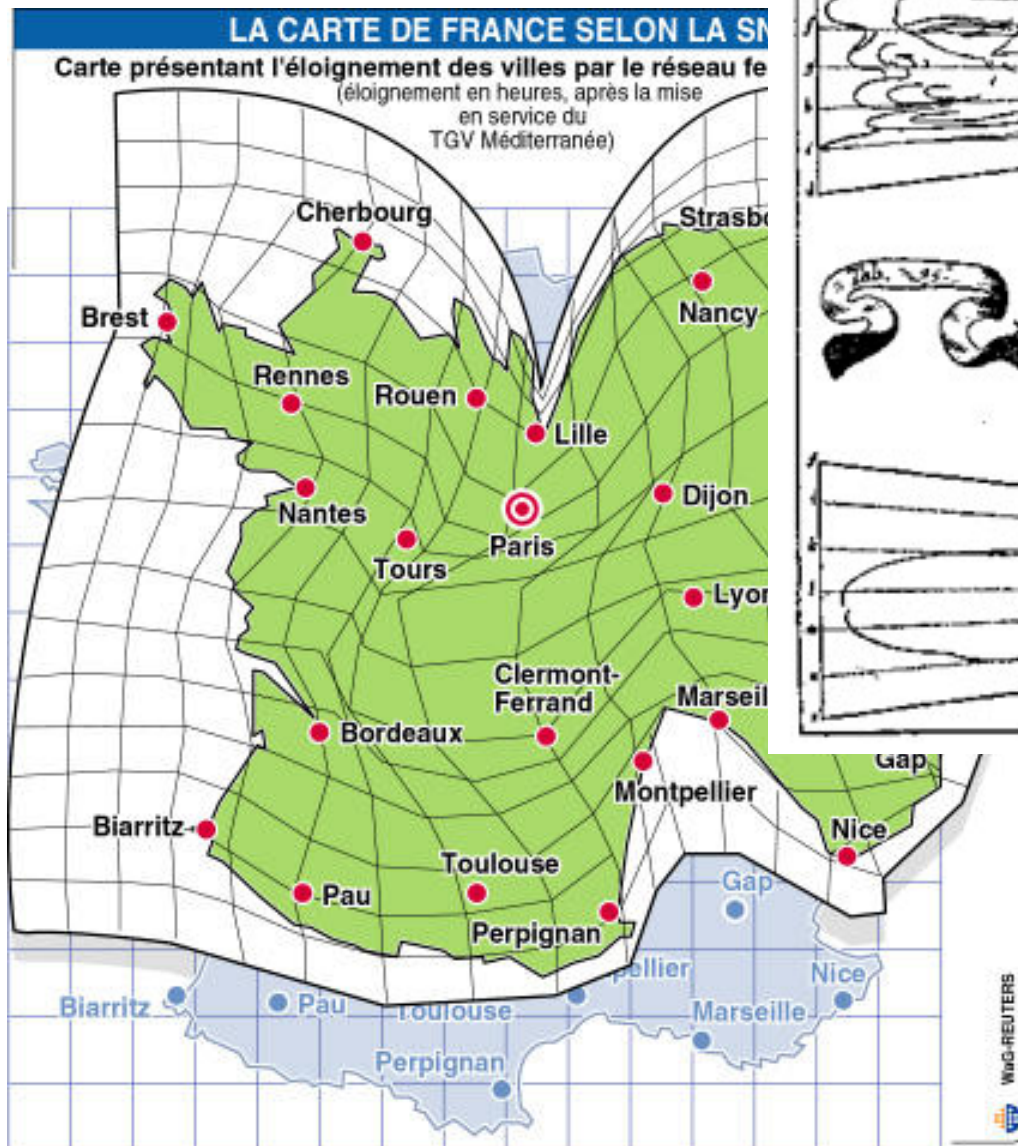 LA CARTE DE FRANCE SELON LA SN
Carte présentant l'éloignement des villes par le réseau fe
(éloignement en heures, après la mise
en service du
TGV Méditerranée)
Cherbourg
Strasbo
Brest
Nancy
Rennes
Rouen
Lille
Nantes
Dijon
Paris
Tours
Lyon
Clermont-
Ferrand
Marseil
Bordeaux
Gap
Montpellier
Biarritz
Nice
Toulouse
Pau
Gap
Perpignan
pellier
Nice
Biarritz
Pau
Toulouse
Marseille
Perpignan
WAG-REUTERS